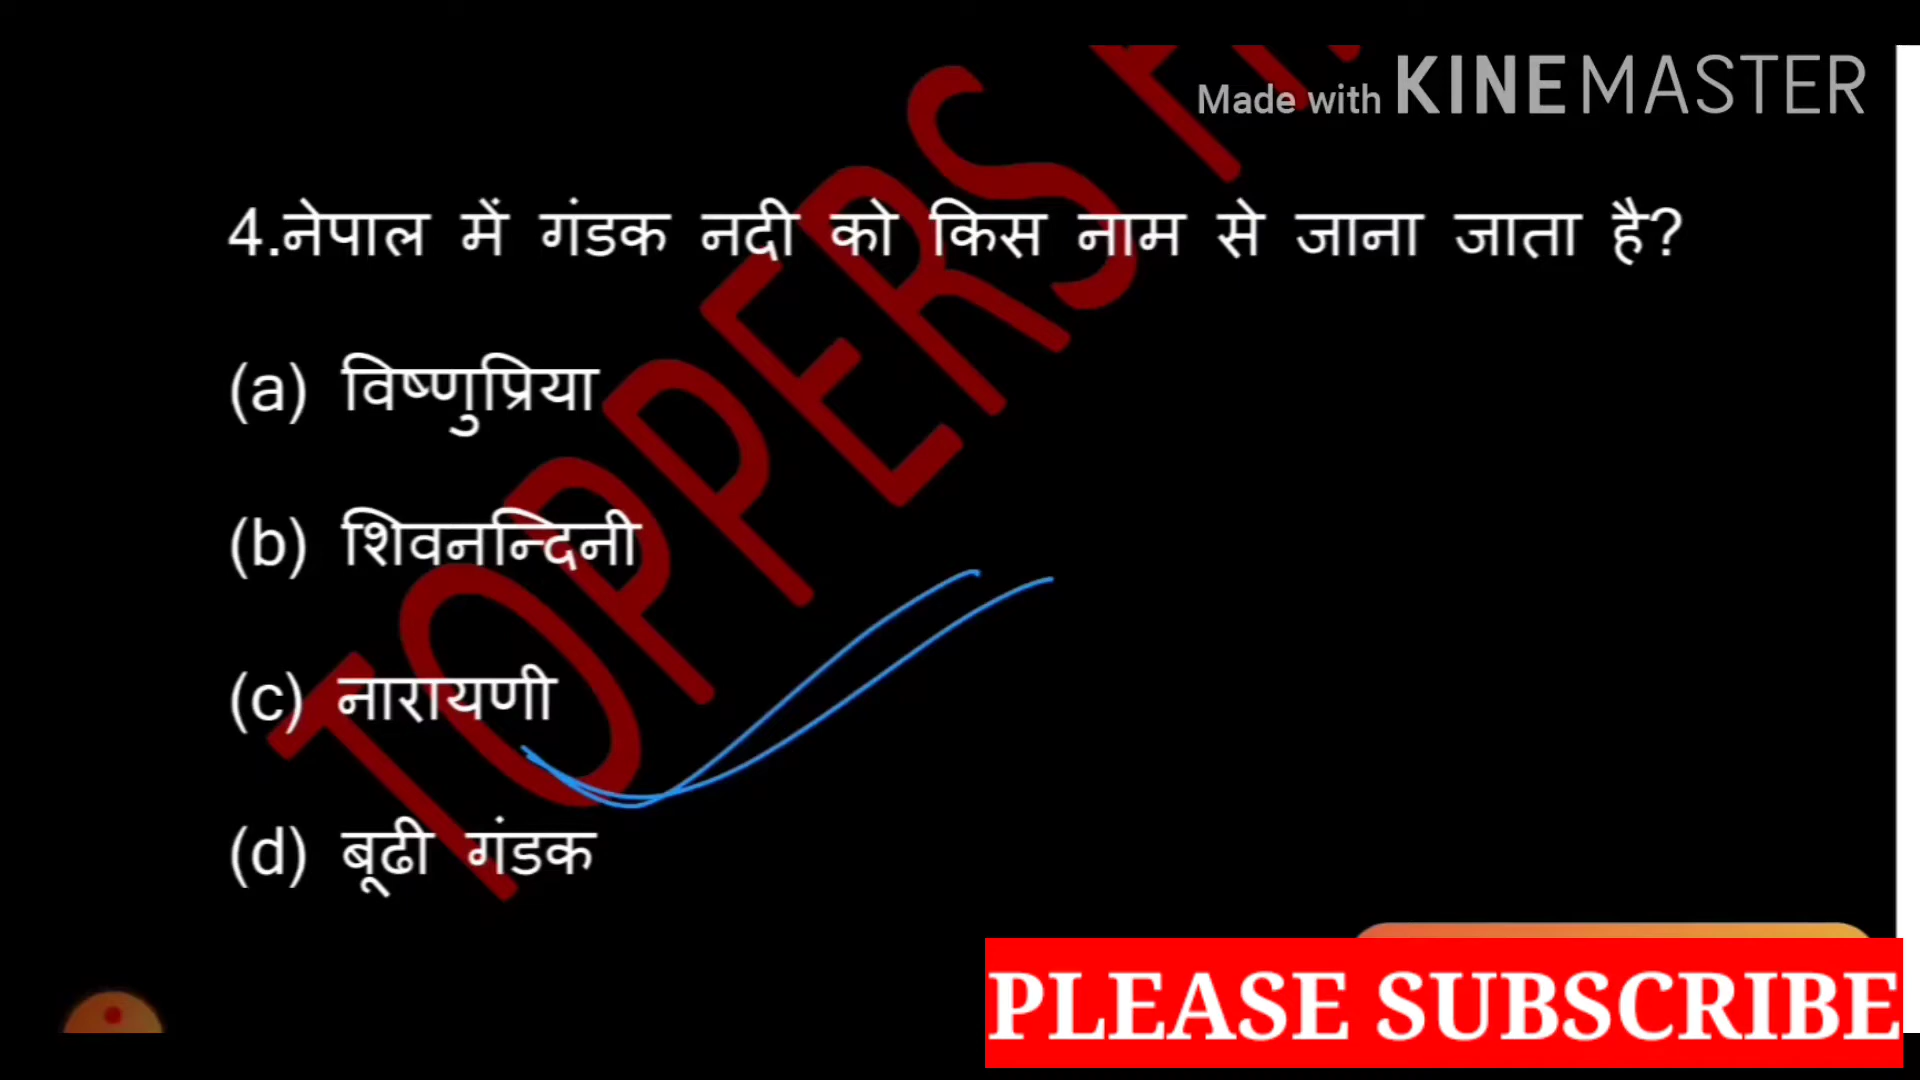 Made with KINEMASTER
4.नेपाल में गंडक नदी को किस नाम से जाना जाता है?
(a) विष्णुप्रिया
(b) शिवनन्दिनी
(c) नारायणी
(d) बूढी गंडक
TOPPERS
PLEASE SUBSCRIBE